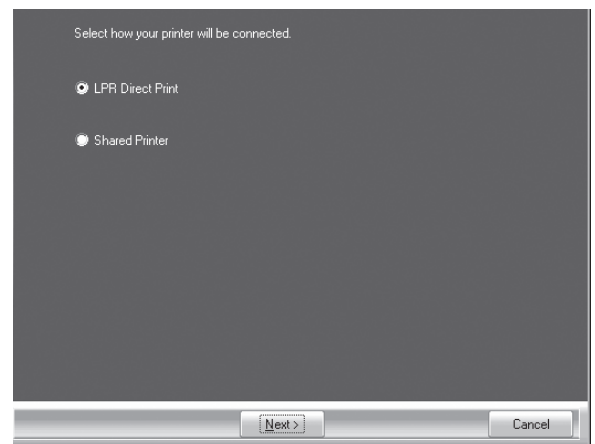 Select how your printer will be connected.
LPR Direct Print
Shared Printer
Next >
Cancel